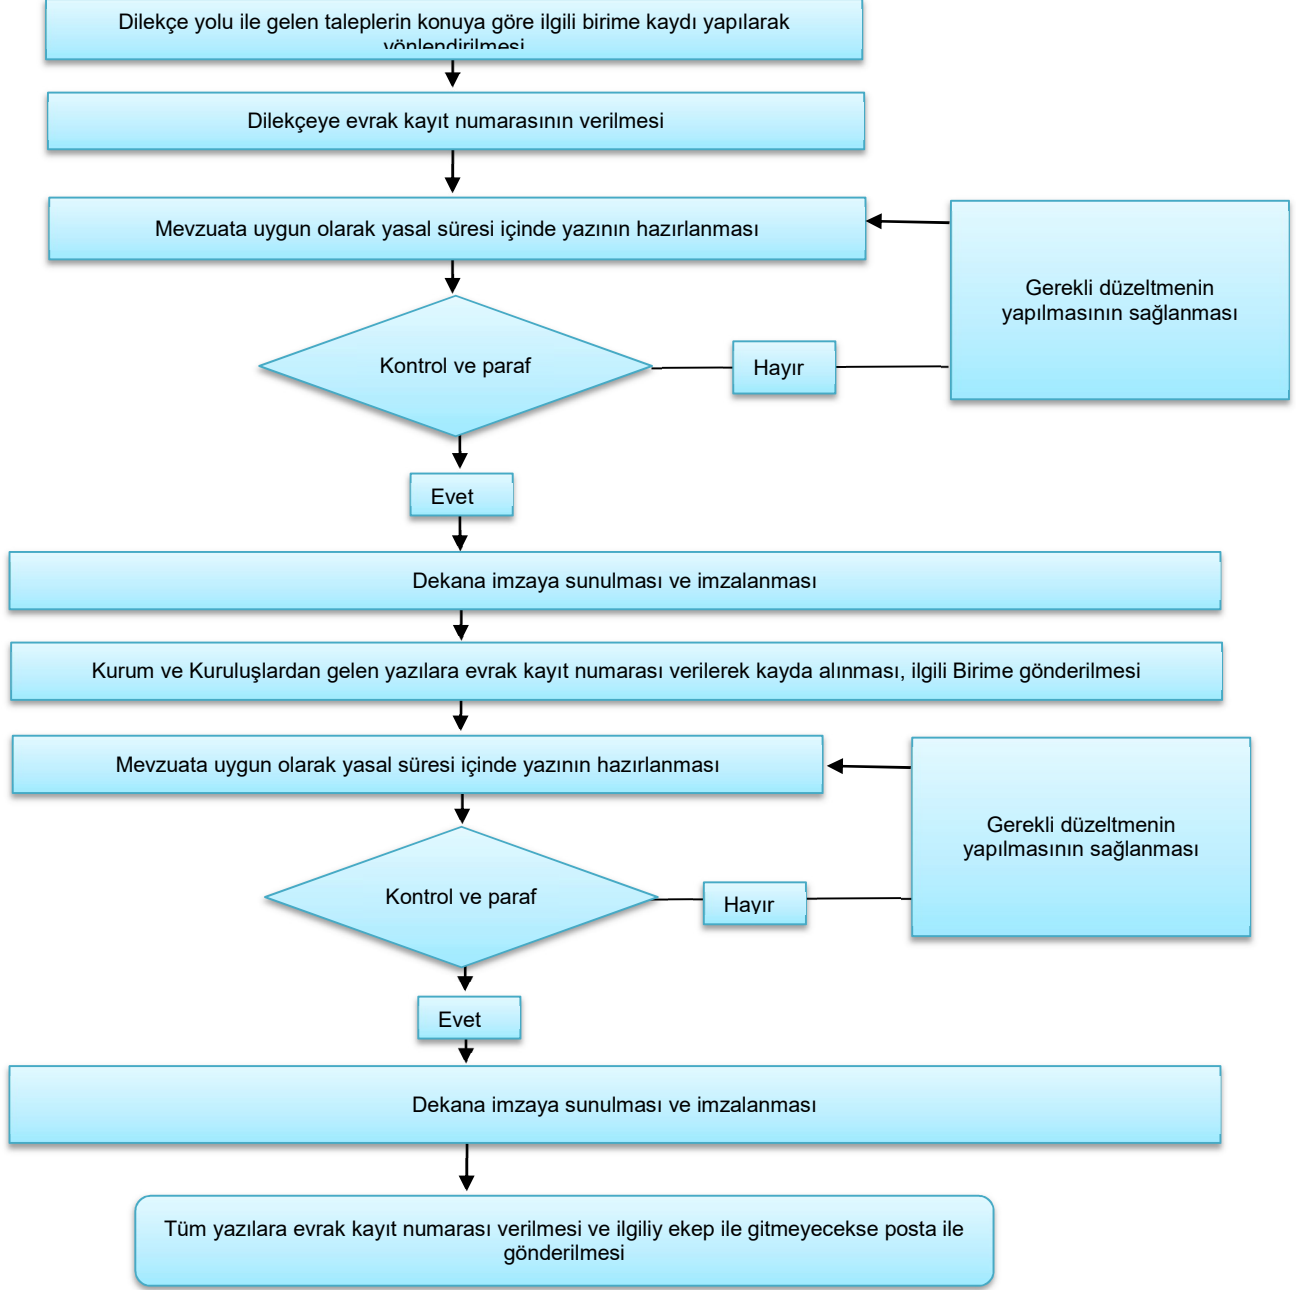 Dilekçe yolu ile gelen taleplerin konuya göre ilgili birime kaydı yapılarak
yönlendirilmesi
Dilekçeye evrak kayıt numarasının verilmesi
Mevzuata uygun olarak yasal süresi içinde yazının hazırlanması
Gerekli düzeltmenin
yapılmasının sağlanması
Kontrol ve paraf
Hayır
Evet
Dekana imzaya sunulması ve imzalanması
Kurum ve Kuruluşlardan gelen yazılara evrak kayıt numarası verilerek kayda alınması, ilgili Birime gönderilmesi
Mevzuata uygun olarak yasal süresi içinde yazının hazırlanması
Gerekli düzeltmenin
yapılmasının sağlanması
Kontrol ve paraf
Hayır
Evet
Dekana imzaya sunulması ve imzalanması
Tüm yazılara evrak kayıt numarası verilmesi ve ilgiliy ekep ile gitmeyecekse posta ile
gönderilmesi